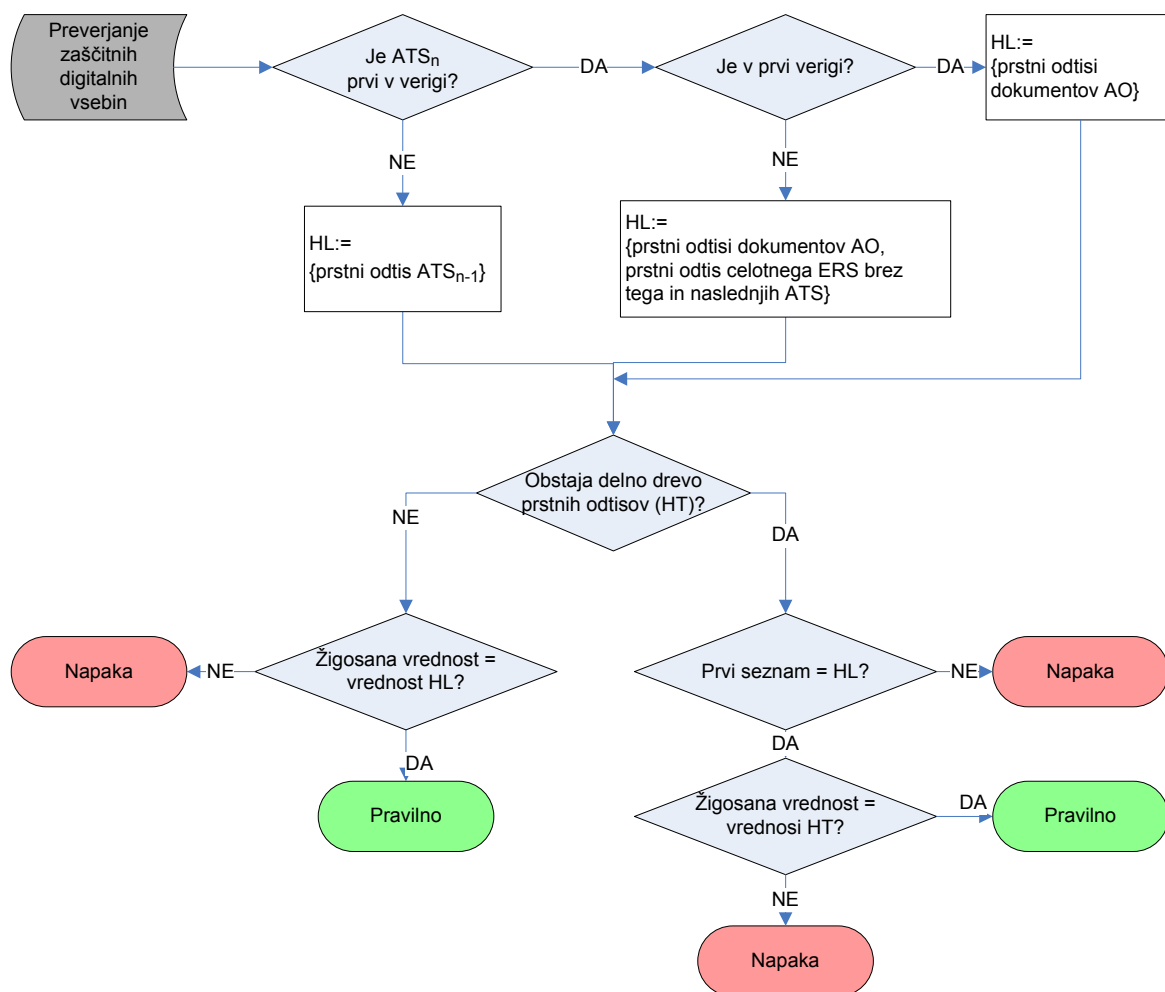 Preverjanje
zaščitnih
digitalnih
vsebin
Je ATSn
prvi v verigi?
DA
Je v prvi verigi?
DA
HL:=
{prstni odtisi
dokumentov AO}
NE
NE
HL:=
{prstni odtis ATSn-1}
HL:=
{prstni odtisi dokumentov AO,
prstni odtis celotnega ERS brez
tega in naslednjih ATS}
Obstaja delno drevo
prstnih odtisov (HT)?
NE
DA
Napaka
NE
Žigosana vrednost =
vrednost HL?
Prvi seznam = HL?
NE
Napaka
DA
DA
Pravilno
Žigosana vrednost =
vrednosi HT?
DA
Pravilno
NE
Napaka